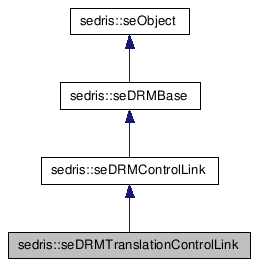 sedris::seObject
sedris::seDRMBase
sedris::seDRMControlLink
sedris::seDRMTranslationControlLink